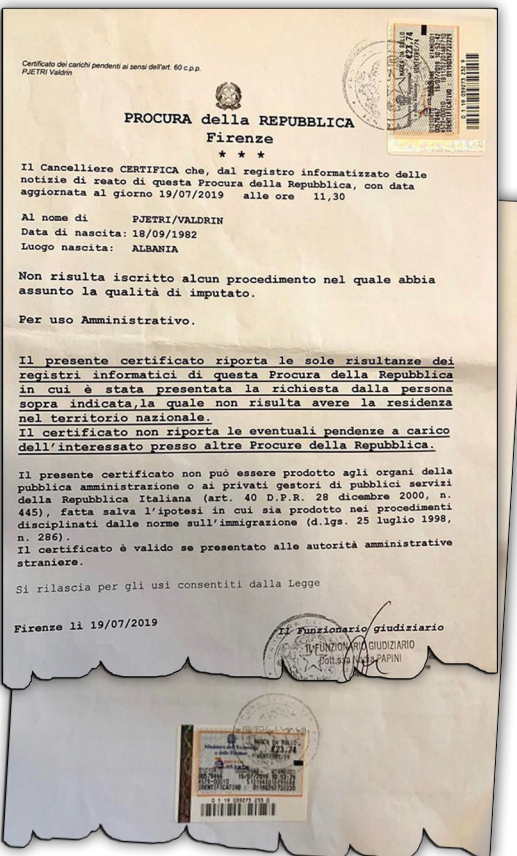 Certificato dei carichi pendenti ai sensi dell'art. 60 c.p.p.
PJETRI Valdrin
PROCURA della REPUBBLICA
Firenze
* * *
Il Cancelliere CERTIFICA che, dal registro informatizzato delle
notizie di reato di questa Procura della Repubblica, con data
aggiornata al giorno 19/07/2019 alle ore 11,30
Al nome di PJETRI/VALDRIN
Data di nascita: 18/09/1982
Luogo nascita: ALBANIA
Non risulta iscritto alcun procedimento nel quale abbia
assunto la qualità di imputato.
Per uso Amministrativo.
Il presente certificato riporta le sole risultanze dei
registri informatici di questa Procura della Repubblica
in cui è stata presentata la richiesta dalla persona
sopra indicata,la quale non risulta avere la residenza
nel territorio nazionale.
Il certificato non riporta le eventuali pendenze a carico
dell'interessato presso altre Procure della Repubblica.
Il presente certificato non può essere prodotto agli organi della
pubblica amministrazione o ai privati gestori di pubblici servizi
della Repubblica Italiana (art. 40 D.P.R. 28 dicembre 2000, n.
445), fatta salva l'ipotesi in cui sia prodotto nei procedimenti
disciplinati dalle norme sull'immigrazione (d.lgs. 25 luglio 1998,
n. 286).
Il certificato è valido se presentato alle autorità amministrative
straniere.
Si rilascia per gli usi consentiti dalla Legge
Firenze lì 19/07/2019
Il Funzionario giudiziario
IL FUNZIONARIO GIUDIZIARIO
Dott.ssa PAPINI
MARCA DA BOLLO
€23,74
MARCA DA BOLLO
€23,74
IDENTIFICATIVO